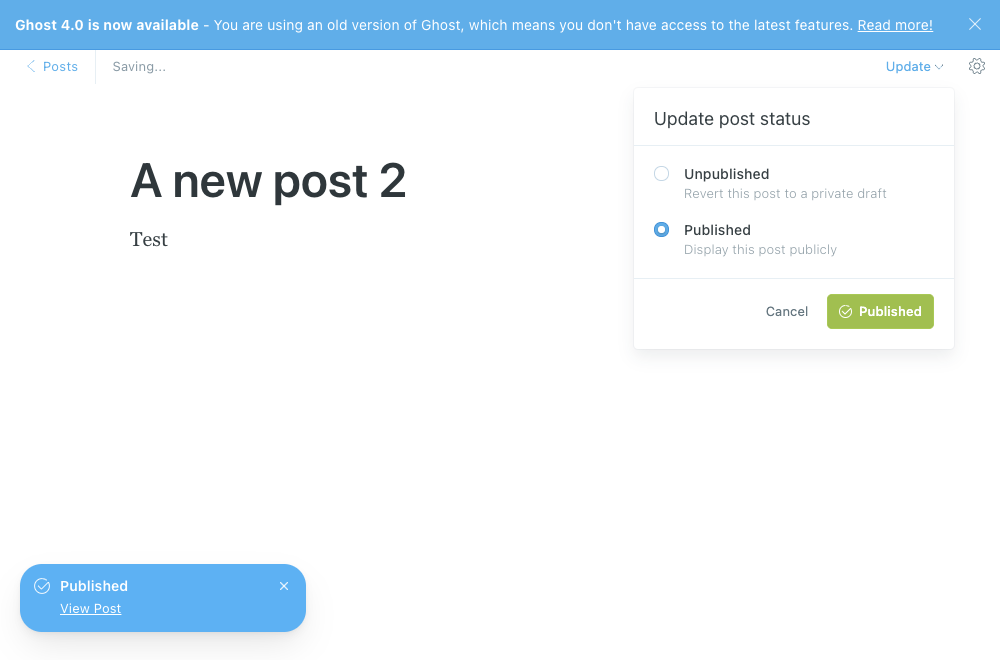 Ghost 4.0 is now available - You are using an old version of Ghost, which means you don't have access to the latest features. Read more!
Posts
Saving...
Update
Update post status
Unpublished
Revert this post to a private draft
Published
Display this post publicly
Cancel
Published
A new post 2
Test
Published
View Post